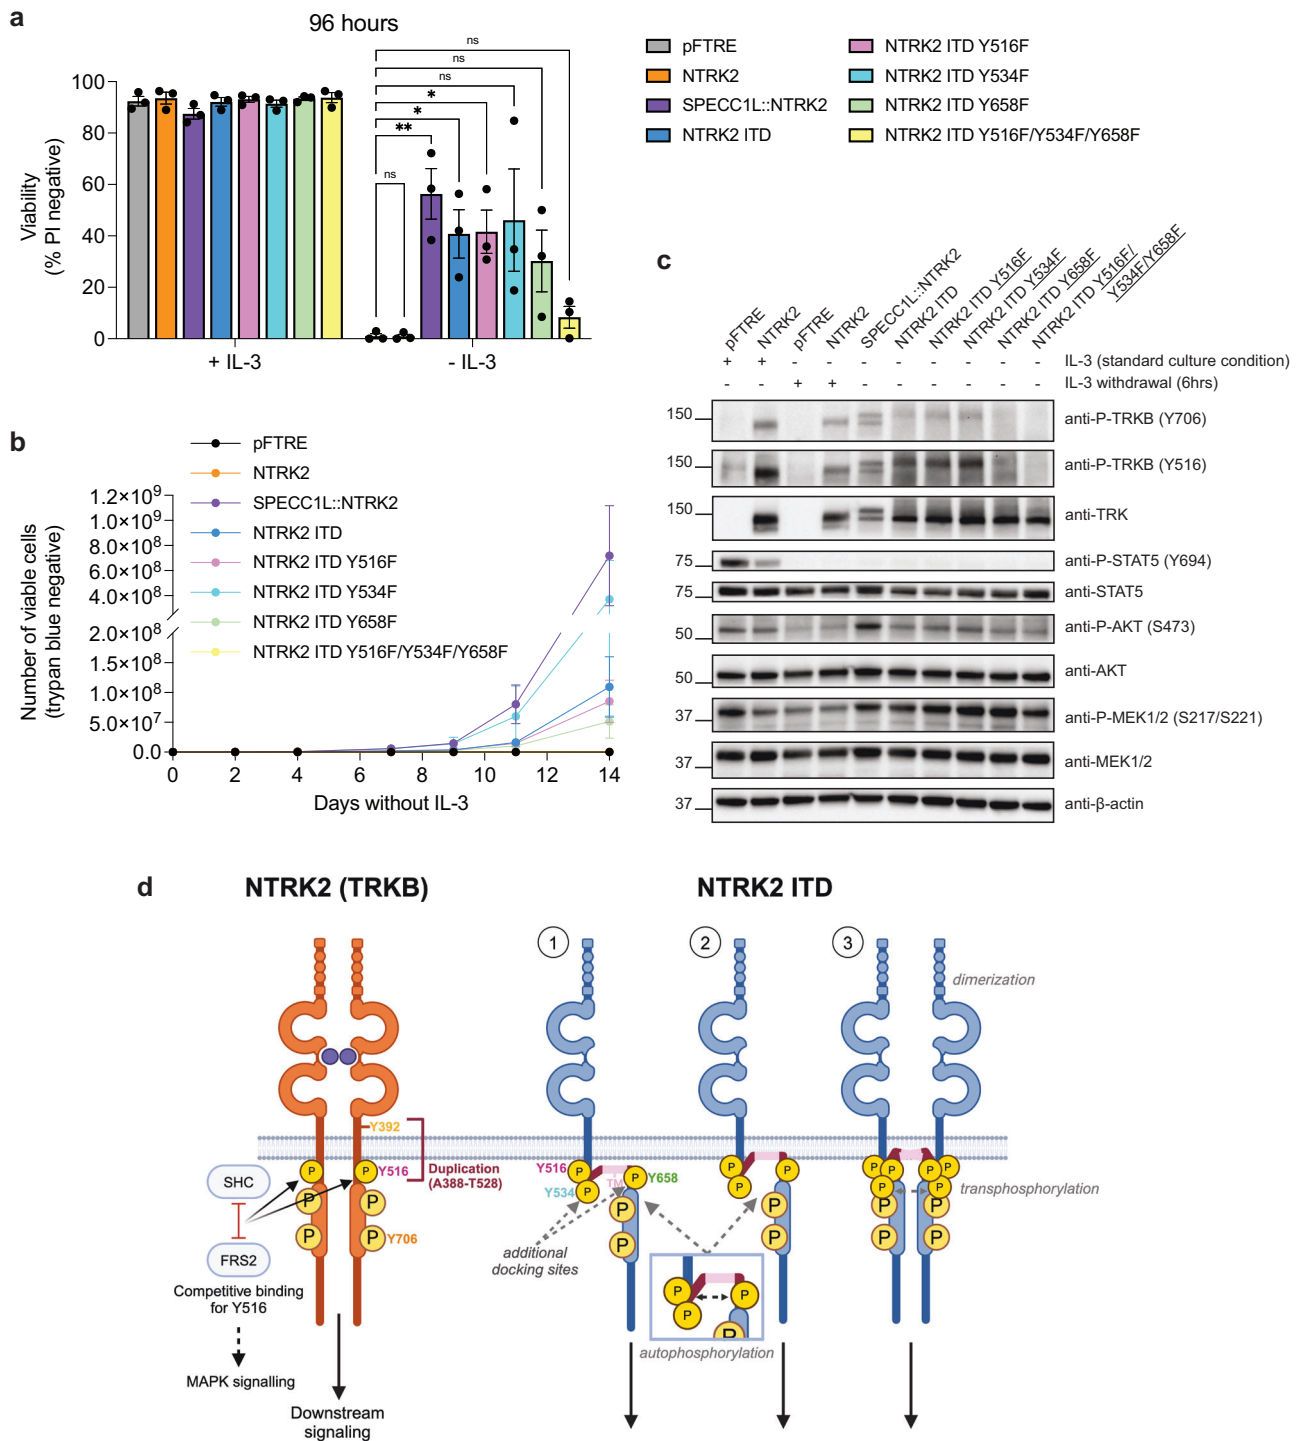 a
96 hours
Viability
(% PI negative)
100
80
60
40
20
0
ns
ns
ns
*
*
**
ns
+ IL-3
- IL-3
pFTRE
NTRK2
SPECC1L::NTRK2
NTRK2 ITD
NTRK2 ITD Y516F
NTRK2 ITD Y534F
NTRK2 ITD Y658F
NTRK2 ITD Y516F/Y534F/Y658F
b
pFTRE
NTRK2
SPECC1L::NTRK2
NTRK2 ITD
NTRK2 ITD Y516F
NTRK2 ITD Y534F
NTRK2 ITD Y658F
NTRK2 ITD Y516F/Y534F/Y658F
Number of viable cells
(trypan blue negative)
1.2×10⁹
1.0×10⁹
8.0×10⁸
6.0×10⁸
4.0×10⁸
2.0×10⁸
1.5×10⁸
1.0×10⁸
5.0×10⁷
0.0
0 2 4 6 8 10 12 14
Days without IL-3
c
pFTRE
NTRK2
pFTRE
NTRK2
SPECC1L::NTRK2
NTRK2 ITD
NTRK2 ITD Y516F
NTRK2 ITD Y534F
NTRK2 ITD Y658F
NTRK2 ITD Y516F/
Y534F/Y658F
+ + - - - - - - - - IL-3 (standard culture condition)
- - + + - - - - - - IL-3 withdrawal (6hrs)
150 anti-P-TRKB (Y706)
150 anti-P-TRKB (Y516)
150 anti-TRK
75 anti-P-STAT5 (Y694)
75 anti-STAT5
50 anti-P-AKT (S473)
50 anti-AKT
37 anti-P-MEK1/2 (S217/S221)
37 anti-MEK1/2
37 anti-β-actin
d
NTRK2 (TRKB)
NTRK2 ITD
1
2
3
dimerization
Y392
Y516
Duplication
(A388-T528)
P
P
P
P
P
P
Y706
SHC
FRS2
Competitive binding
for Y516
MAPK signalling
Downstream
signaling
Y516
Y534
TM
Y658
P
P
P
P
P
additional
docking sites
P
P
P
P
P
P
P
P
P
autophosphorylation
P
P
P
P
P
P
P
P
P
P
transphosphorylation